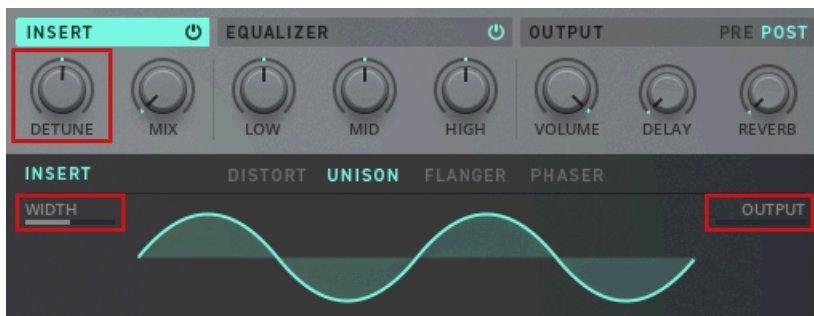 INSERT EQUALIZER OUTPUT PRE POST
DETUNE MIX LOW MID HIGH VOLUME DELAY REVERB
INSERT DISTORT UNISON FLANGER PHASER
WIDTH OUTPUT